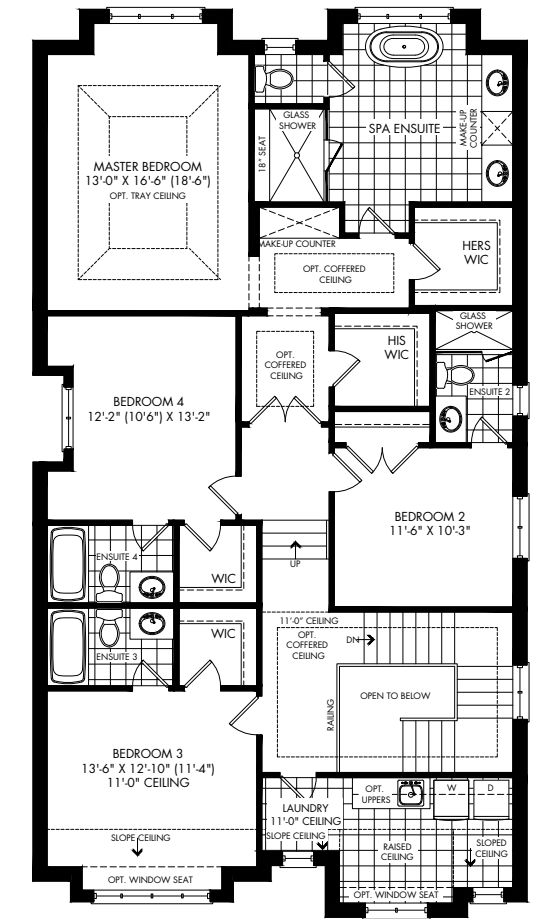 GLASS
SHOWER
18" SEAT
SPA ENSUITE
MAKE-UP
COUNTER
MASTER BEDROOM
13'-0" X 16'-6" (18'-6")
OPT. TRAY CEILING
MAKE-UP COUNTER
OPT. COFFERED
CEILING
HERS
WIC
GLASS
SHOWER
HIS
WIC
OPT.
COFFERED
CEILING
ENSUITE 2
BEDROOM 4
12'-2" (10'6") X 13'-2"
BEDROOM 2
11'-6" X 10'-3"
ENSUITE 4
WIC
UP
11'-0" CEILING
OPT.
COFFERED
CEILING
DN
WIC
ENSUITE 3
RAILING
OPEN TO BELOW
BEDROOM 3
13'-6" X 12'-10" (11'-4")
11'-0" CEILING
OPT.
UPPERS
W
D
LAUNDRY
11'-0" CEILING
SLOPE CEILING
SLOPE CEILING
RAISED
CEILING
SLOPED
CEILING
OPT. WINDOW SEAT
OPT. WINDOW SEAT